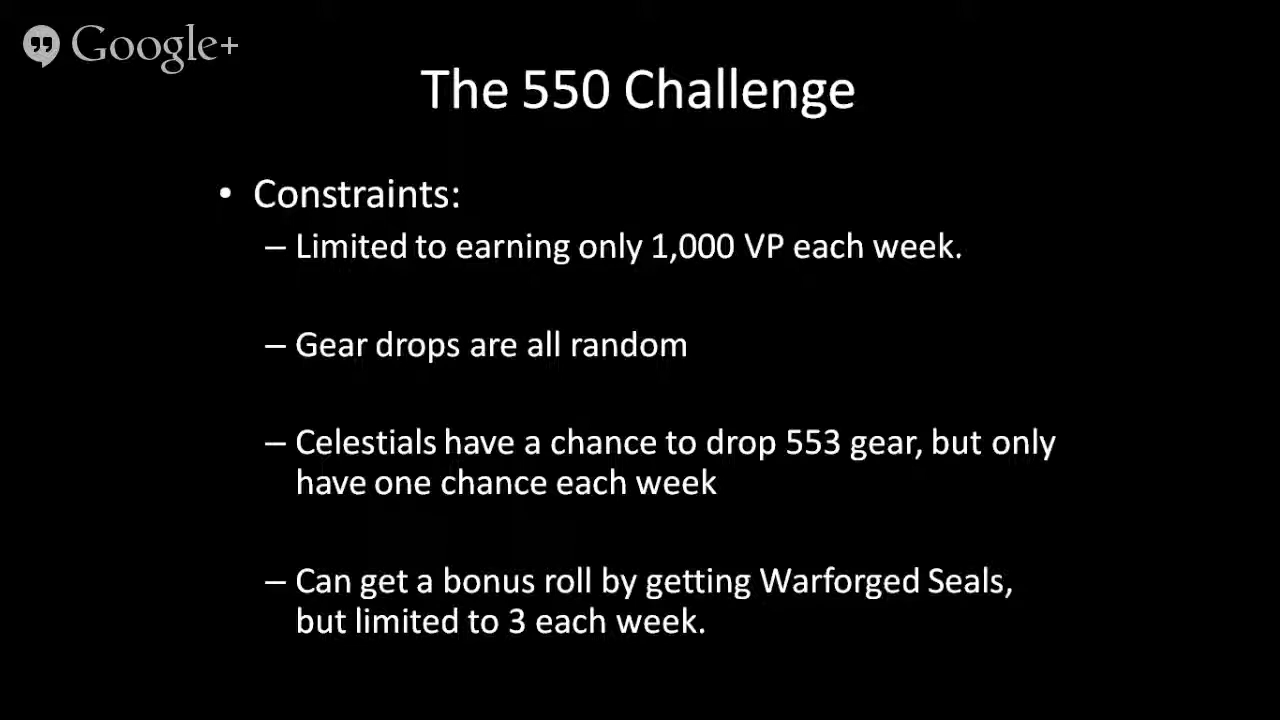 Google+
The 550 Challenge
• Constraints:
– Limited to earning only 1,000 VP each week.
– Gear drops are all random
– Celestials have a chance to drop 553 gear, but only
have one chance each week
– Can get a bonus roll by getting Warforged Seals,
but limited to 3 each week.